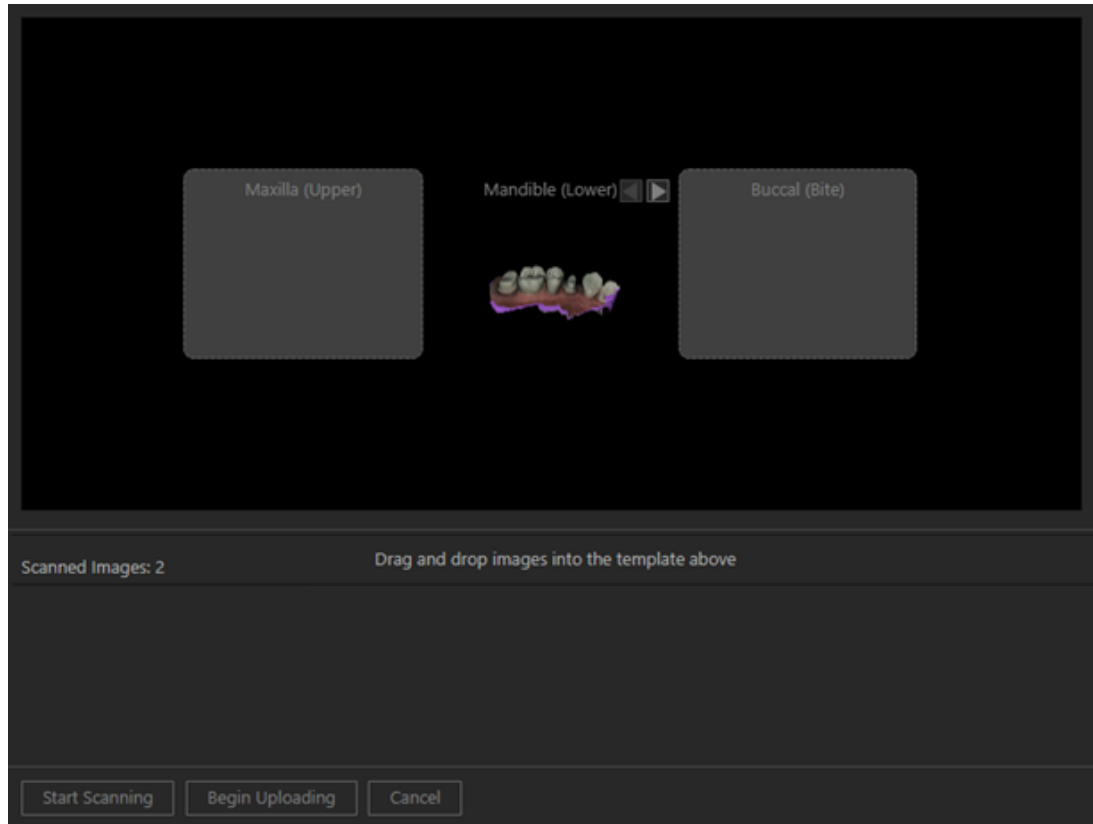 Maxilla (Upper)
Mandible (Lower)
Buccal (Bite)
Scanned Images: 2
Drag and drop images into the template above
Start Scanning
Begin Uploading
Cancel